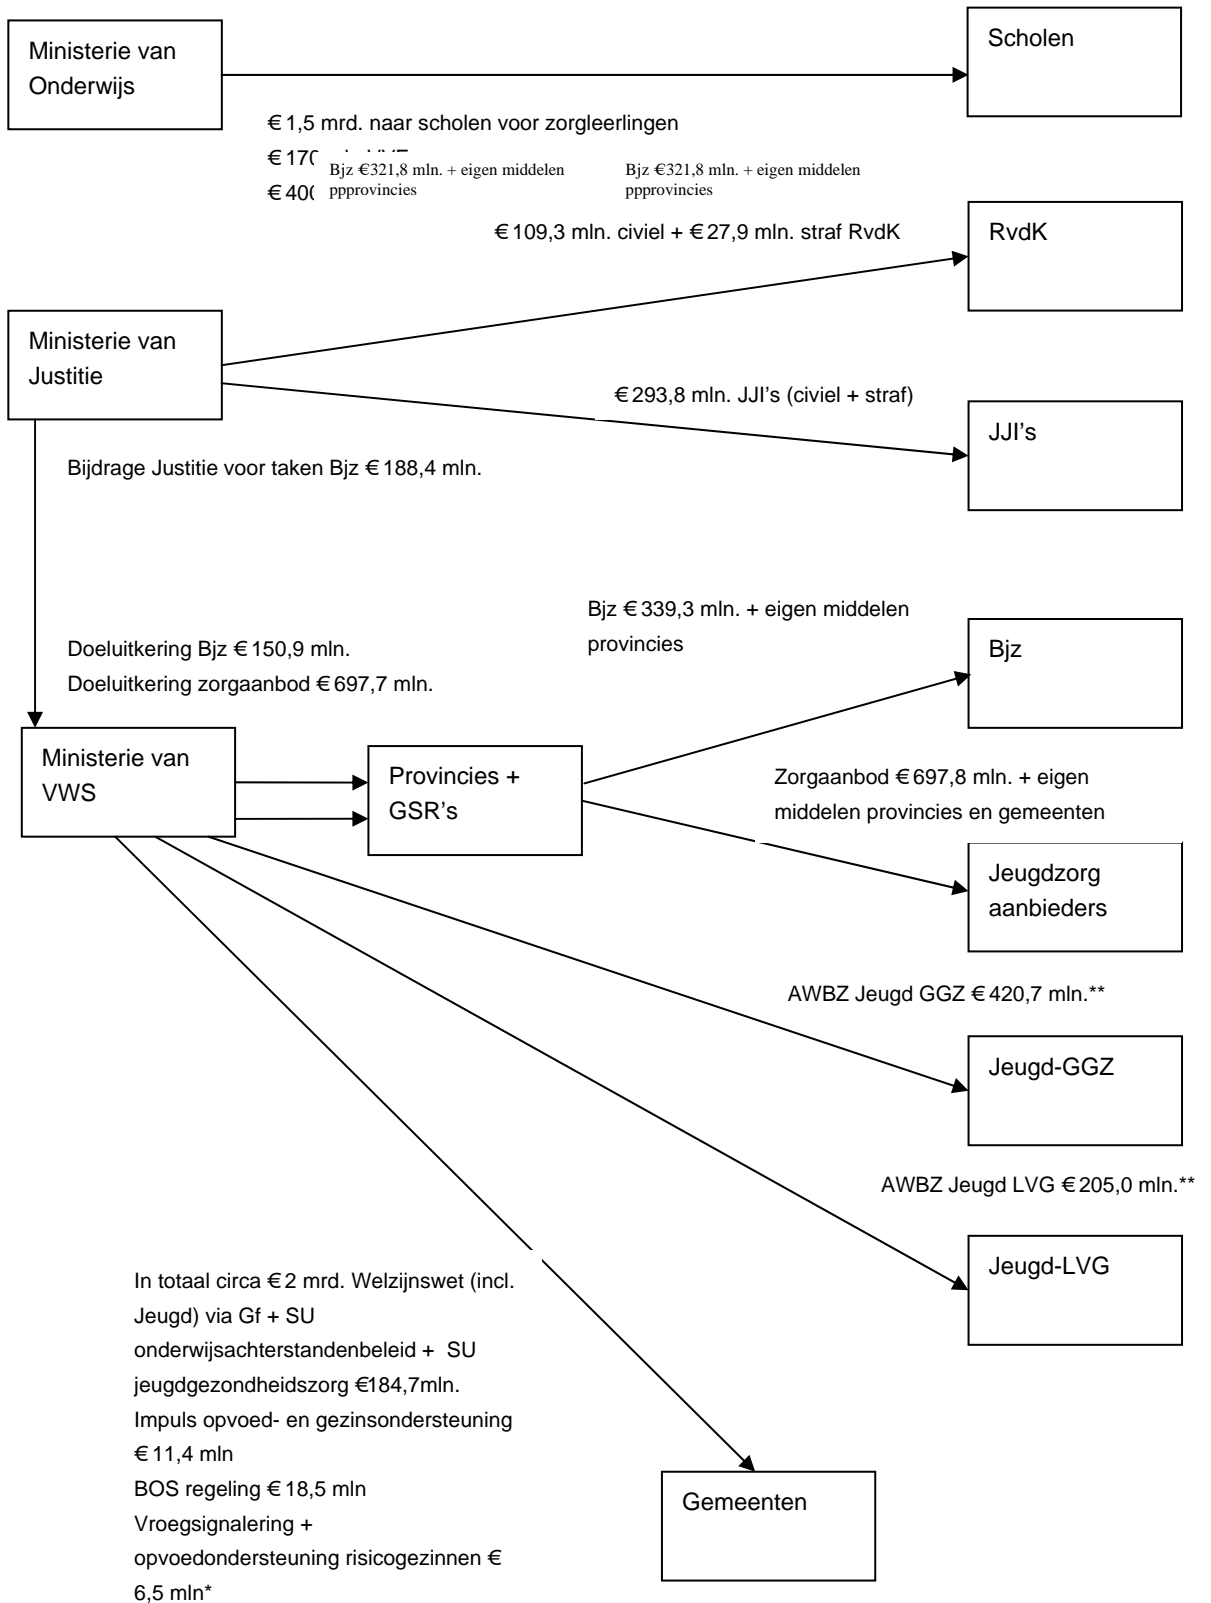 Ministerie van
Onderwijs
Scholen
€ 1,5 mrd. naar scholen voor zorgleerlingen
€ 170
Bjz €321,8 mln. + eigen middelen
ppprovincies
Bjz €321,8 mln. + eigen middelen
ppprovincies
€ 400
€ 109,3 mln. civiel + € 27,9 mln. straf RvdK
RvdK
Ministerie van
Justitie
€ 293,8 mln. JJI's (civiel + straf)
JJI's
Bijdrage Justitie voor taken Bjz € 188,4 mln.
Bjz € 339,3 mln. + eigen middelen
provincies
Bjz
Doeluitkering Bjz € 150,9 mln.
Doeluitkering zorgaanbod € 697,7 mln.
Ministerie van
VWS
Provincies +
GSR's
Zorgaanbod € 697,8 mln. + eigen
middelen provincies en gemeenten
Jeugdzorg
aanbieders
AWBZ Jeugd GGZ € 420,7 mln.**
Jeugd-GGZ
AWBZ Jeugd LVG € 205,0 mln.**
Jeugd-LVG
In totaal circa € 2 mrd. Welzijnswet (incl.
Jeugd) via Gf + SU
onderwijsachterstandenbeleid + SU
jeugdgezondheidszorg €184,7mln.
Impuls opvoed- en gezinsondersteuning
€ 11,4 mln
BOS regeling € 18,5 mln
Vroegsignalering +
opvoedondersteuning risicogezinnen €
6,5 mln*
Gemeenten